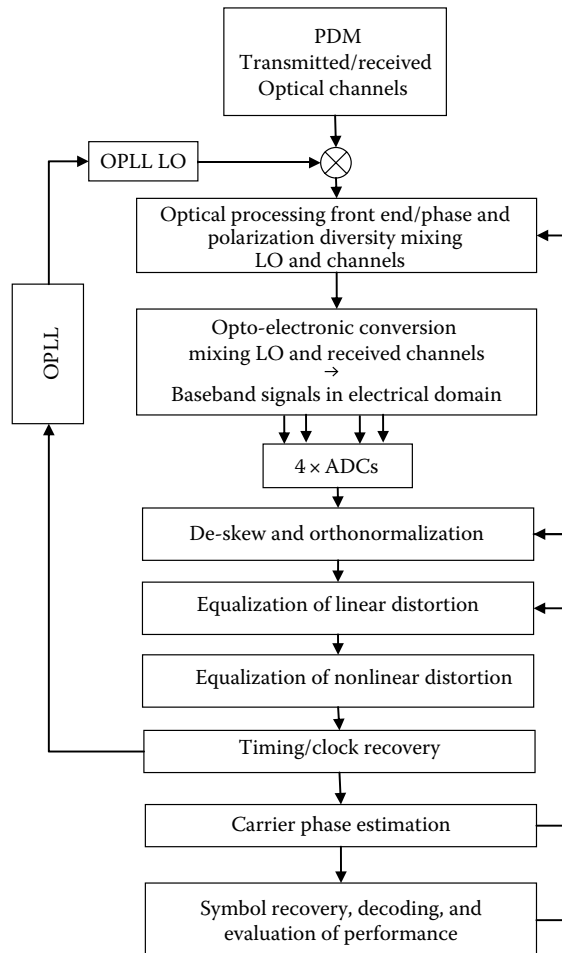 PDM
Transmitted/received
Optical channels
OPLL LO
Optical processing front end/phase and
polarization diversity mixing
LO and channels
OPLL
Opto-electronic conversion
mixing LO and received channels
→
Baseband signals in electrical domain
4 × ADCs
De-skew and orthonormalization
Equalization of linear distortion
Equalization of nonlinear distortion
Timing/clock recovery
Carrier phase estimation
Symbol recovery, decoding, and
evaluation of performance